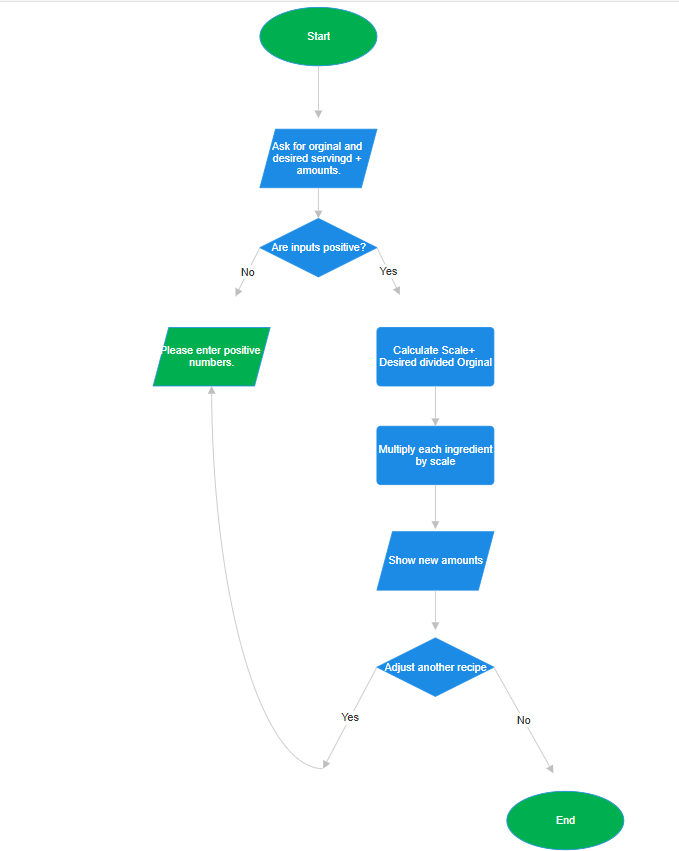 Start
Ask for orginal and
desired servingd +
amounts.
Are inputs positive?
No
Yes
Please enter positive
numbers.
Calculate Scale+
Desired divided Orginal
Multiply each ingredient
by scale
Show new amounts
Adjust another recipe
Yes
No
End